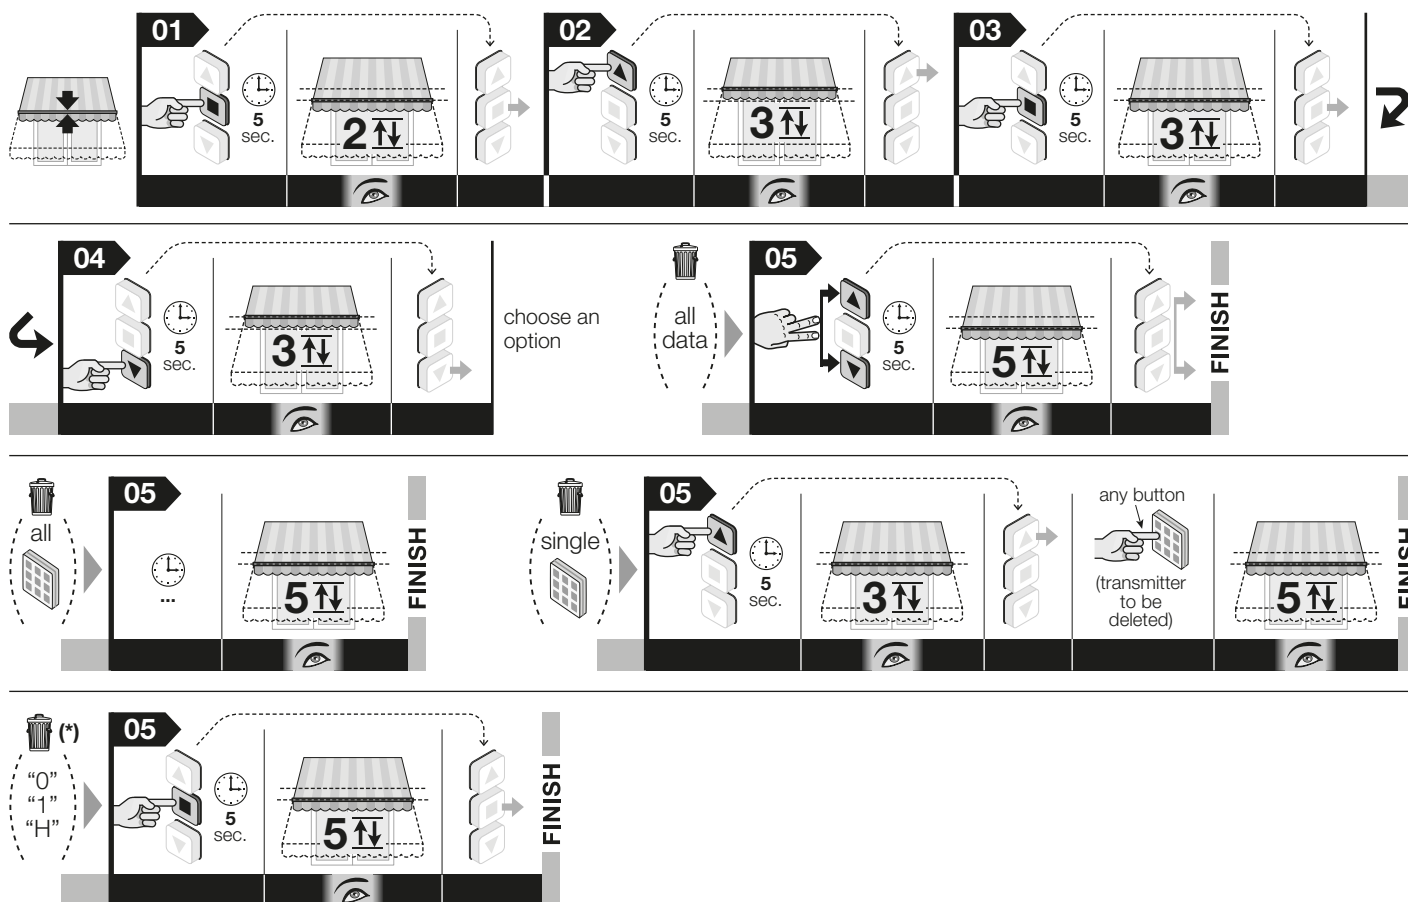 01
5
sec.
2
02
5
sec.
3
03
5
sec.
3
04
5
sec.
3
choose an
option
all
data
05
5
sec.
5
FINISH
all
05
...
5
FINISH
single
05
5
sec.
3
any button
(transmitter
to be
deleted)
5
FINISH
(*)
“0”
“1”
“H”
05
5
sec.
5
FINISH